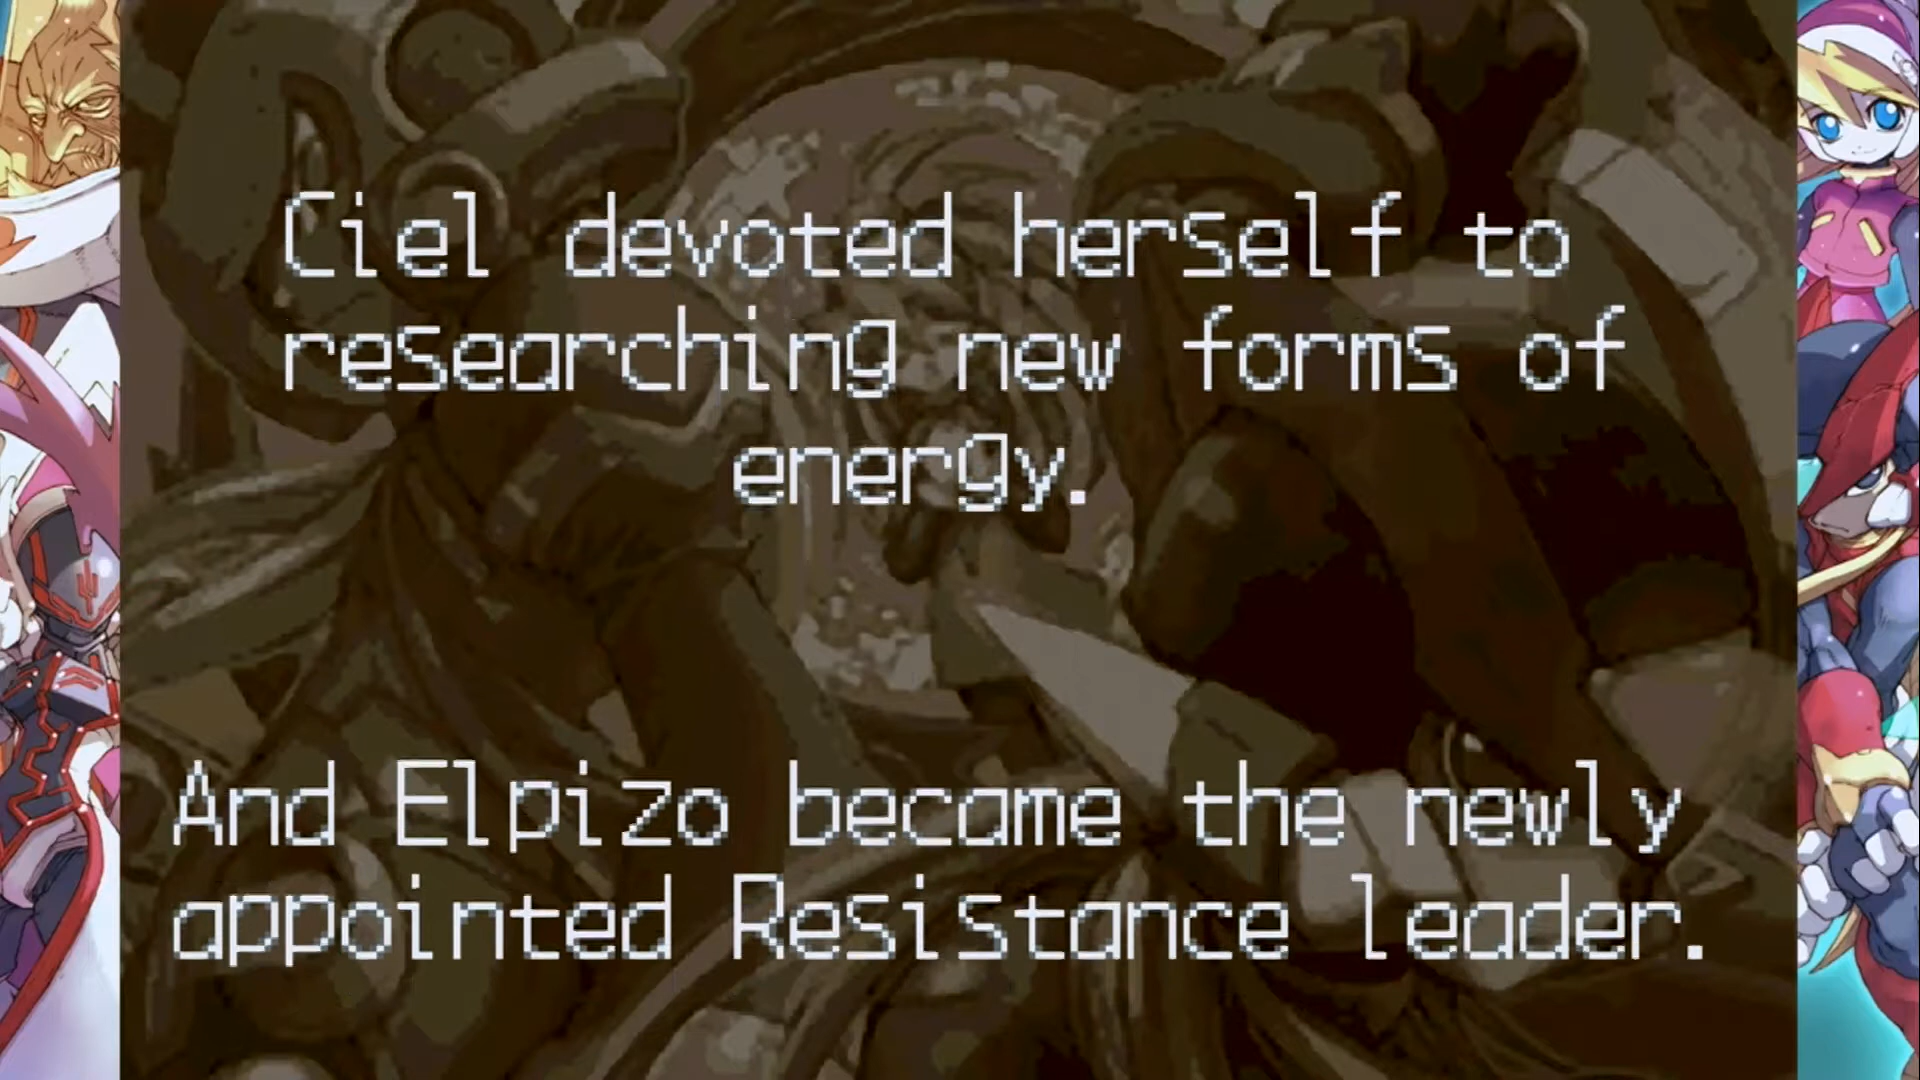 Ciel devoted herself to
researching new forms of
energy.
And Elpizo became the newly
appointed Resistance leader.